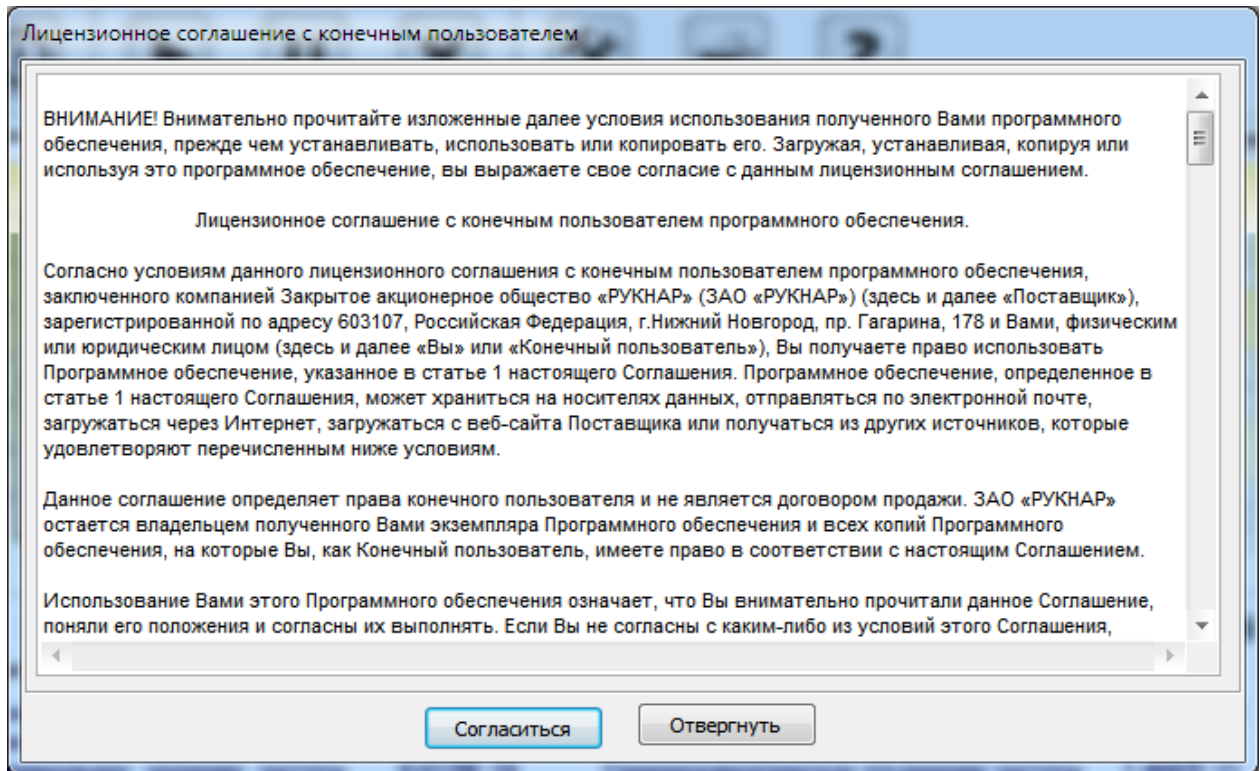 Лицензионное соглашение с конечным пользователем
ВНИМАНИЕ! Внимательно прочитайте изложенные далее условия использования полученного Вами программного
обеспечения, прежде чем устанавливать, использовать или копировать его. Загружая, устанавливая, копируя или
используя это программное обеспечение, вы выражаете свое согласие с данным лицензионным соглашением.
Лицензионное соглашение с конечным пользователем программного обеспечения.
Согласно условиям данного лицензионного соглашения с конечным пользователем программного обеспечения,
заключенного компанией Закрытое акционерное общество «РУКНАР» (ЗАО «РУКНАР») (здесь и далее «Поставщик»),
зарегистрированной по адресу 603107, Российская Федерация, г.Нижний Новгород, пр. Гагарина, 178 и Вами, физическим
или юридическим лицом (здесь и далее «Вы» или «Конечный пользователь»), Вы получаете право использовать
Программное обеспечение, указанное в статье 1 настоящего Соглашения. Программное обеспечение, определенное в
статье 1 настоящего Соглашения, может храниться на носителях данных, отправляться по электронной почте,
загружаться через Интернет, загружаться с веб-сайта Поставщика или получаться из других источников, которые
удовлетворяют перечисленным ниже условиям.
Данное соглашение определяет права конечного пользователя и не является договором продажи. ЗАО «РУКНАР»
остается владельцем полученного Вами экземпляра Программного обеспечения и всех копий Программного
обеспечения, на которые Вы, как Конечный пользователь, имеете право в соответствии с настоящим Соглашением.
Использование Вами этого Программного обеспечения означает, что Вы внимательно прочитали данное Соглашение,
поняли его положения и согласны их выполнять. Если Вы не согласны с каким-либо из условий этого Соглашения,
Согласиться
Отвергнуть